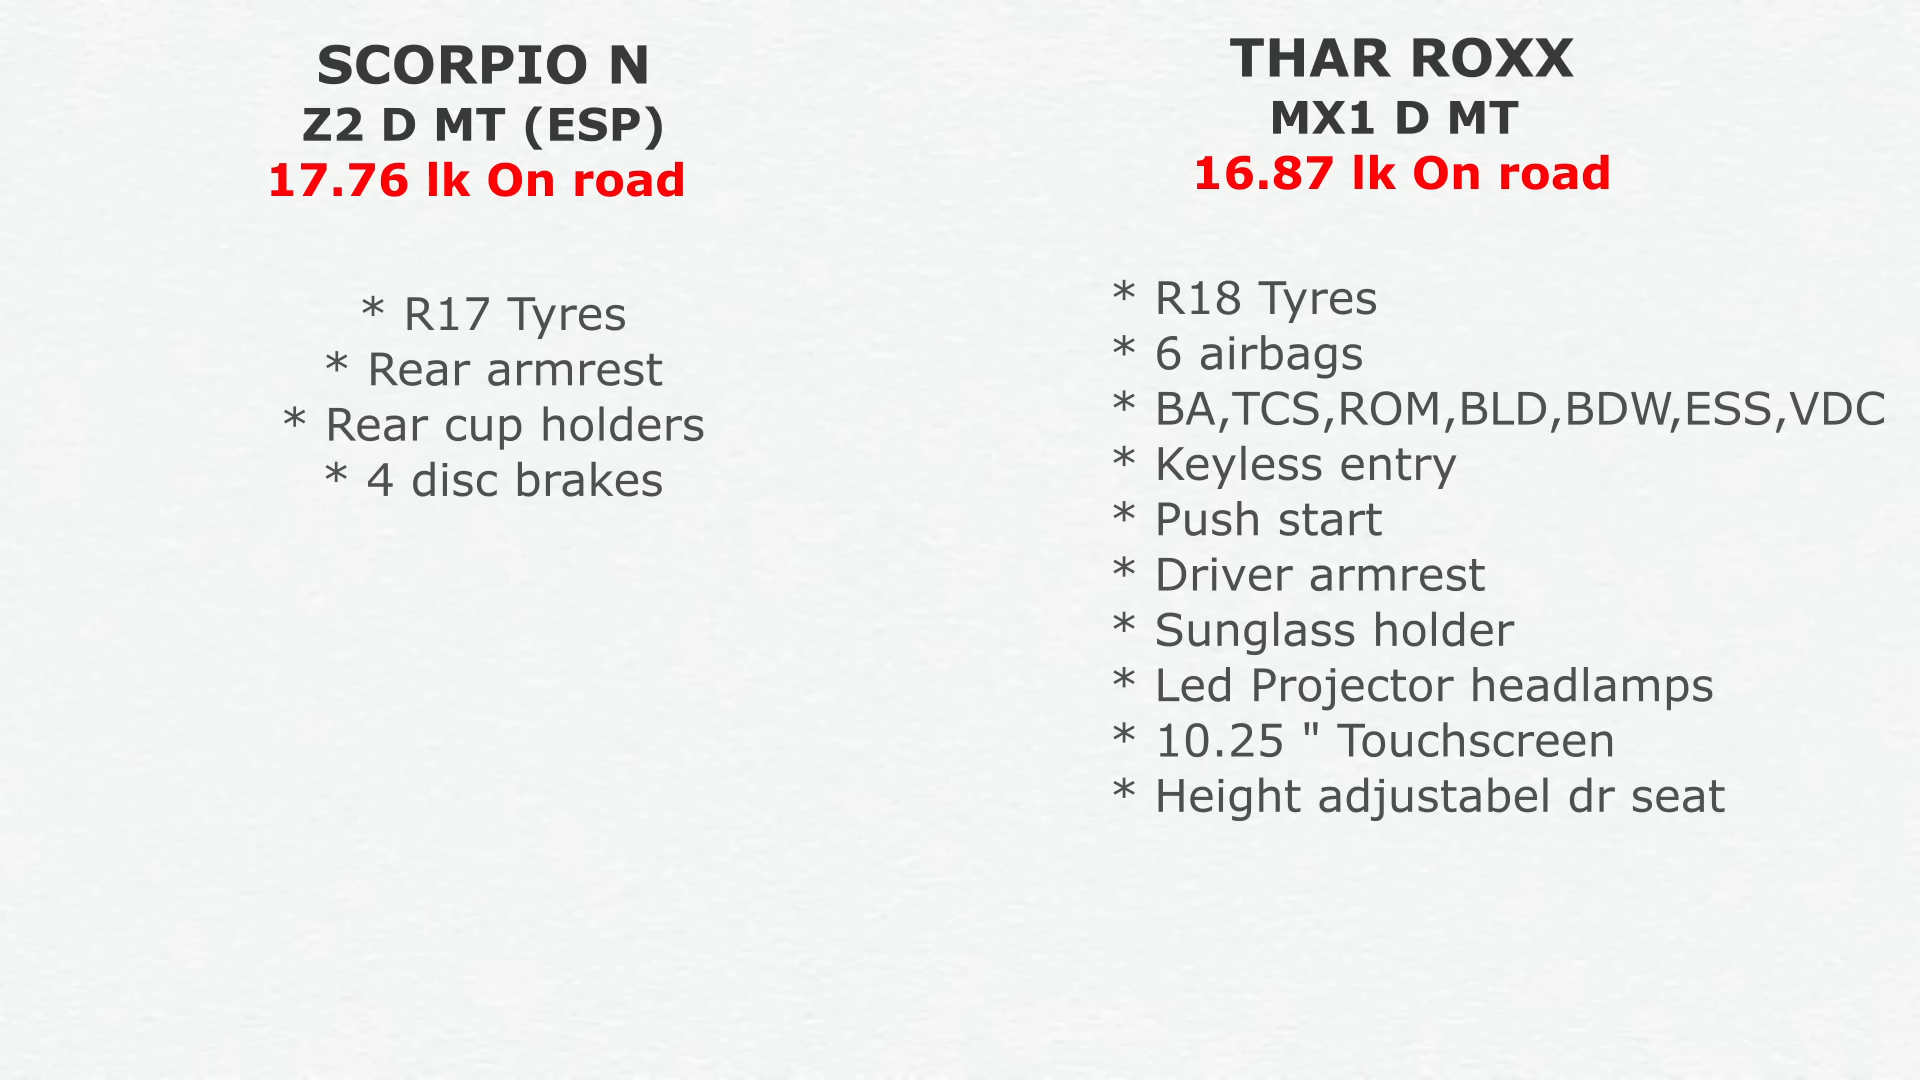 SCORPIO N
Z2 D MT (ESP)
17.76 lk On road
* R17 Tyres
* Rear armrest
* Rear cup holders
* 4 disc brakes
THAR ROXX
MX1 D MT
16.87 lk On road
* R18 Tyres
* 6 airbags
* BA,TCS,ROM,BLD,BDW,ESS,VDC
* Keyless entry
* Push start
* Driver armrest
* Sunglass holder
* Led Projector headlamps
* 10.25 " Touchscreen
* Height adjustabel dr seat